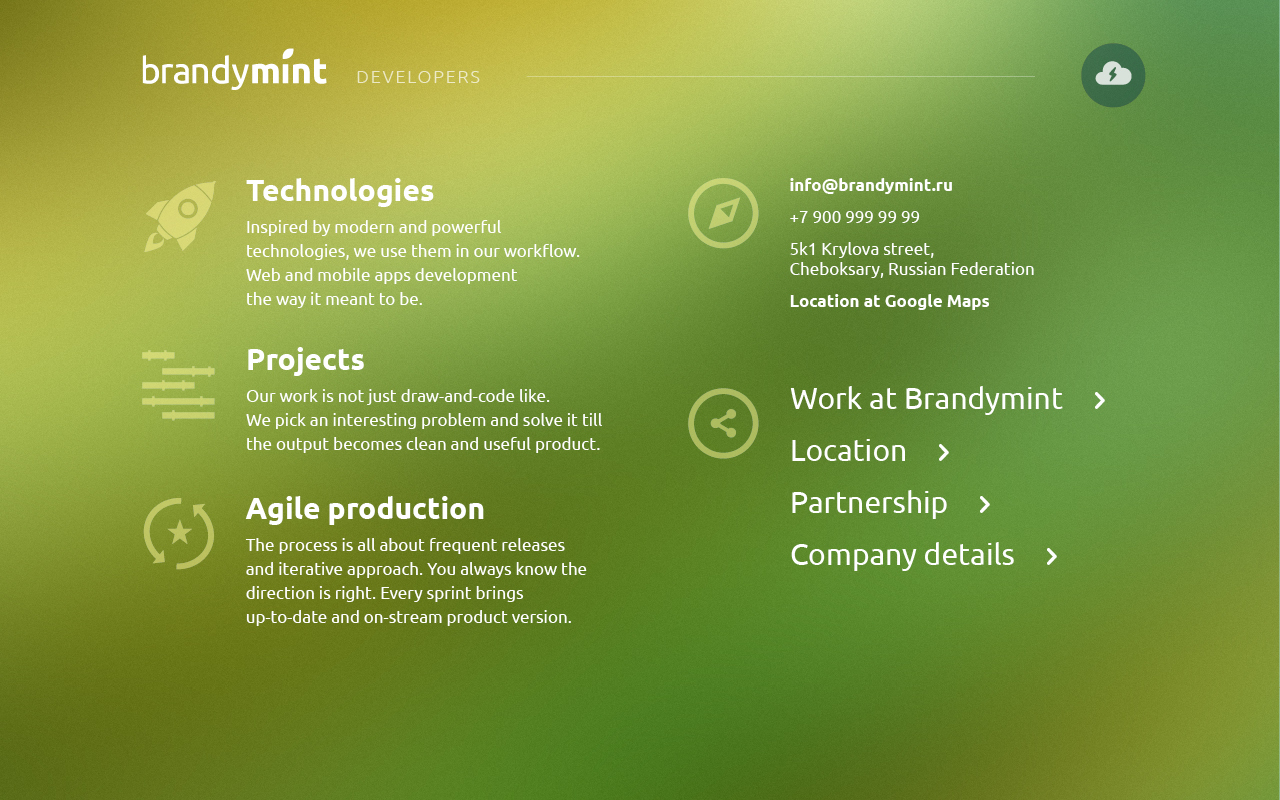 brandymint DEVELOPERS
Technologies
Inspired by modern and powerful
technologies, we use them in our workflow.
Web and mobile apps development
the way it meant to be.
Projects
Our work is not just draw-and-code like.
We pick an interesting problem and solve it till
the output becomes clean and useful product.
Agile production
The process is all about frequent releases
and iterative approach. You always know the
direction is right. Every sprint brings
up-to-date and on-stream product version.
info@brandymint.ru
+7 900 999 99 99
5k1 Krylova street,
Cheboksary, Russian Federation
Location at Google Maps
Work at Brandymint
Location
Partnership
Company details